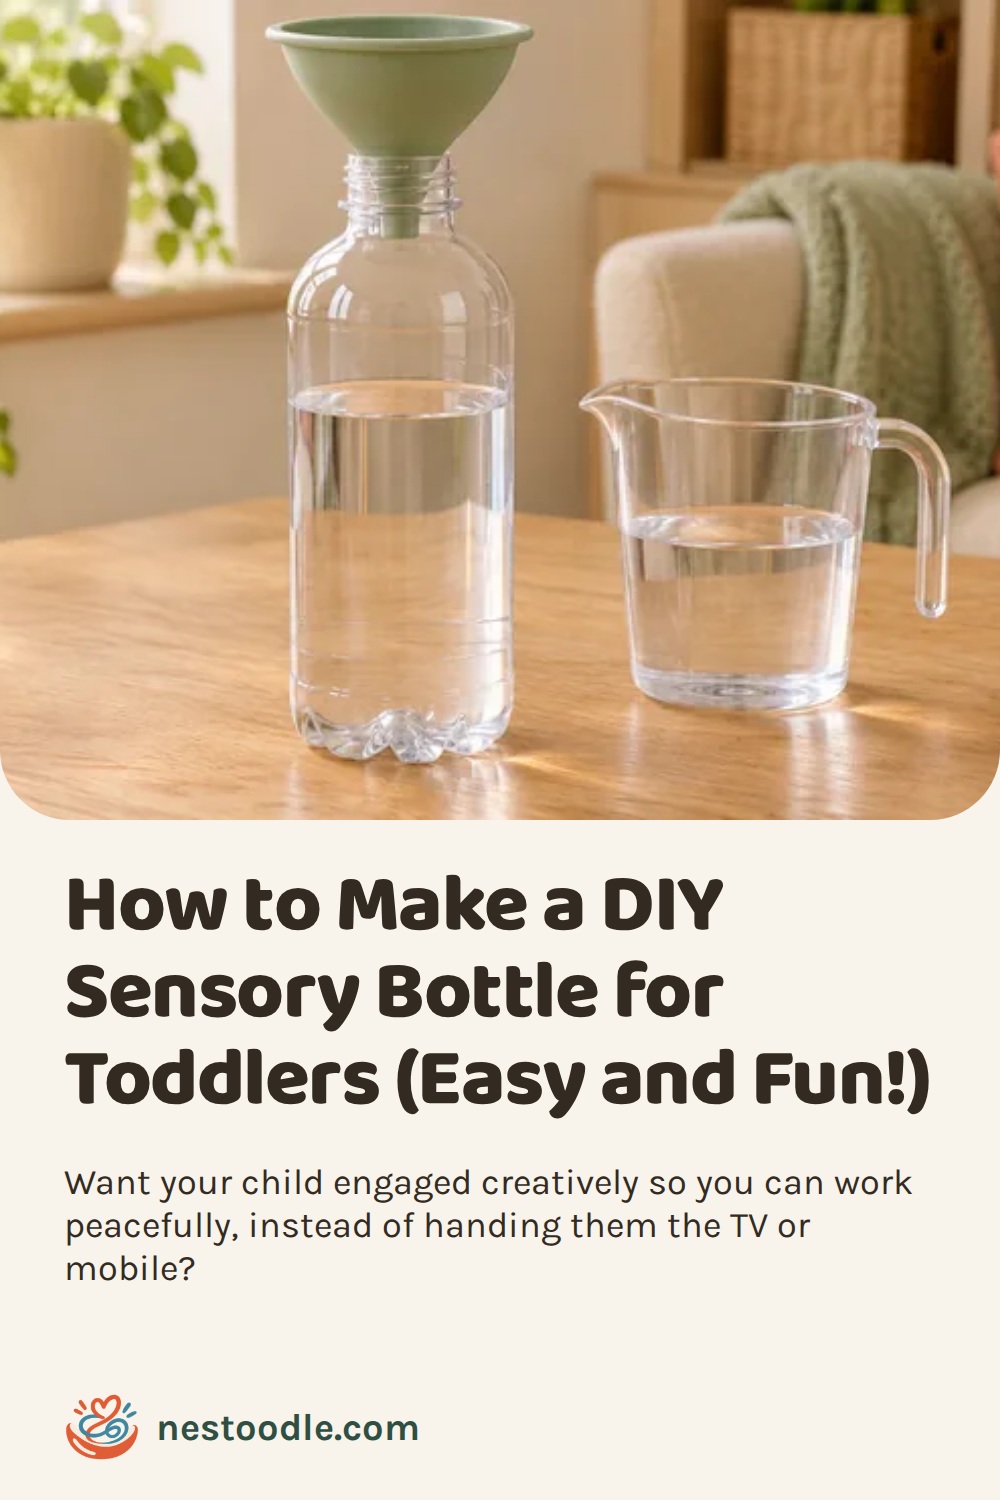 How to Make a DIY
Sensory Bottle for
Toddlers (Easy and Fun!)
Want your child engaged creatively so you can work
peacefully, instead of handing them the TV or
mobile?
nestoodle.com